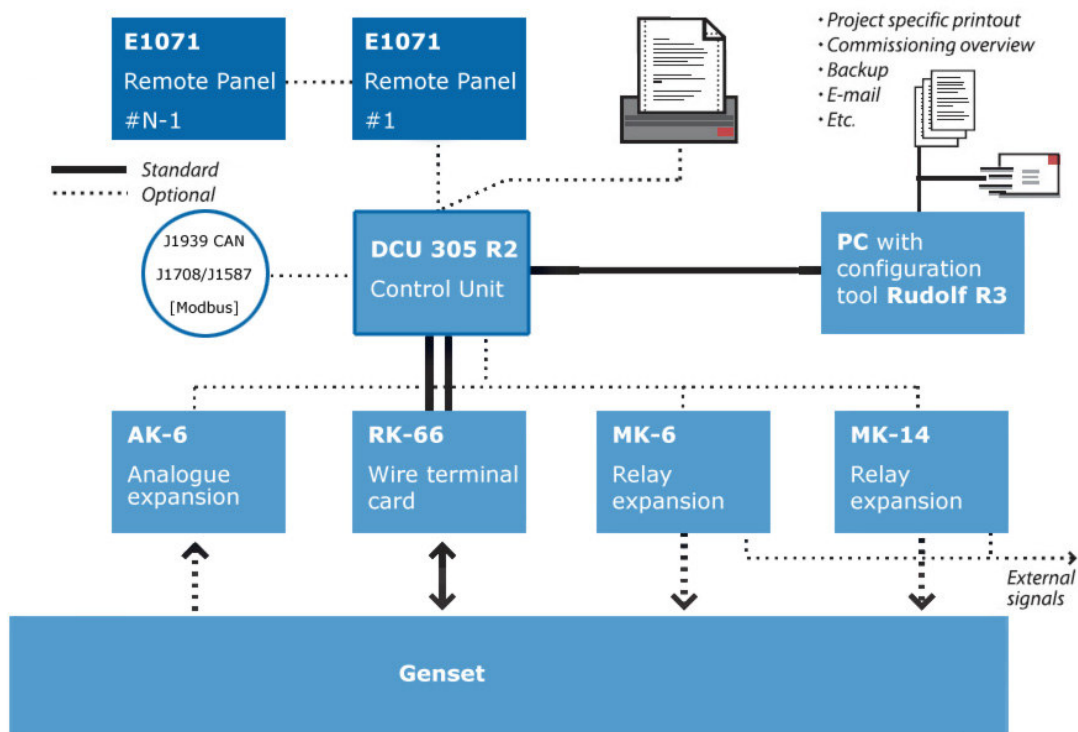 E1071
Remote Panel
#N-1
E1071
Remote Panel
#1
• Project specific printout
• Commissioning overview
• Backup
• E-mail
• Etc.
Standard
Optional
J1939 CAN
J1708/J1587
[Modbus]
DCU 305 R2
Control Unit
PC with
configuration
tool Rudolf R3
AK-6
Analogue
expansion
RK-66
Wire terminal
card
MK-6
Relay
expansion
MK-14
Relay
expansion
External
signals
Genset